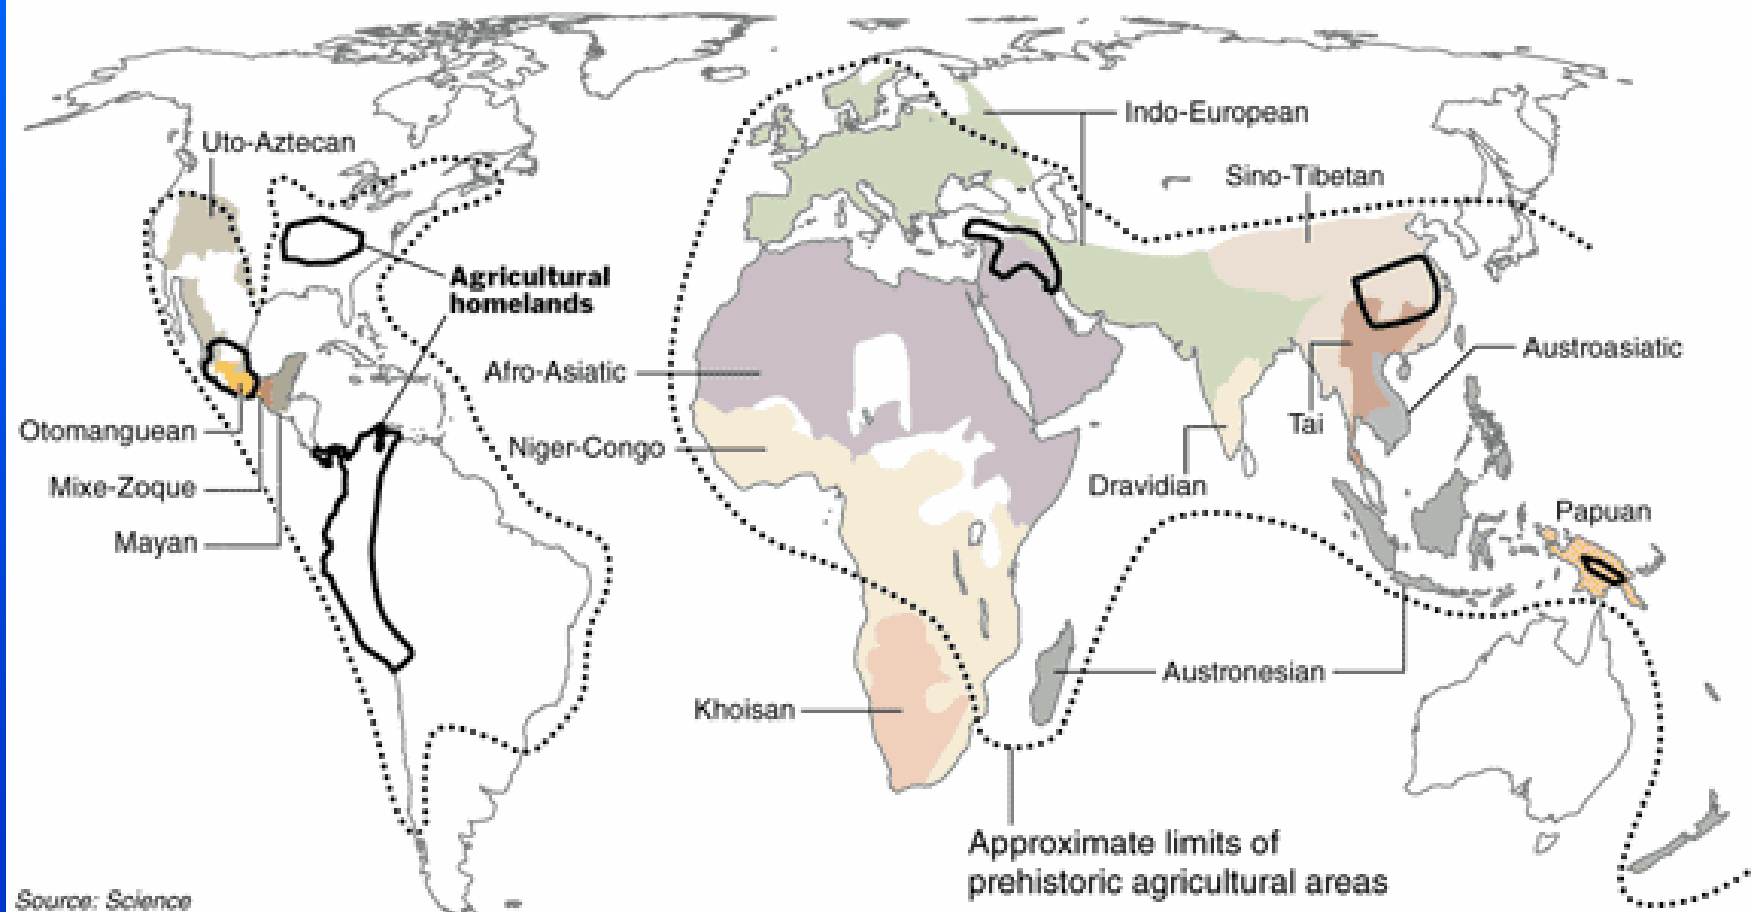 Indo-European
Uto-Aztecan
Sino-Tibetan
Agricultural
homelands
Austroasiatic
Afro-Asiatic
Otomanguean
Tai
Niger-Congo
Mixe-Zoque
Dravidian
Papuan
Mayan
Austronesian
Khoisan
Approximate limits of
prehistoric agricultural areas
Source: Science